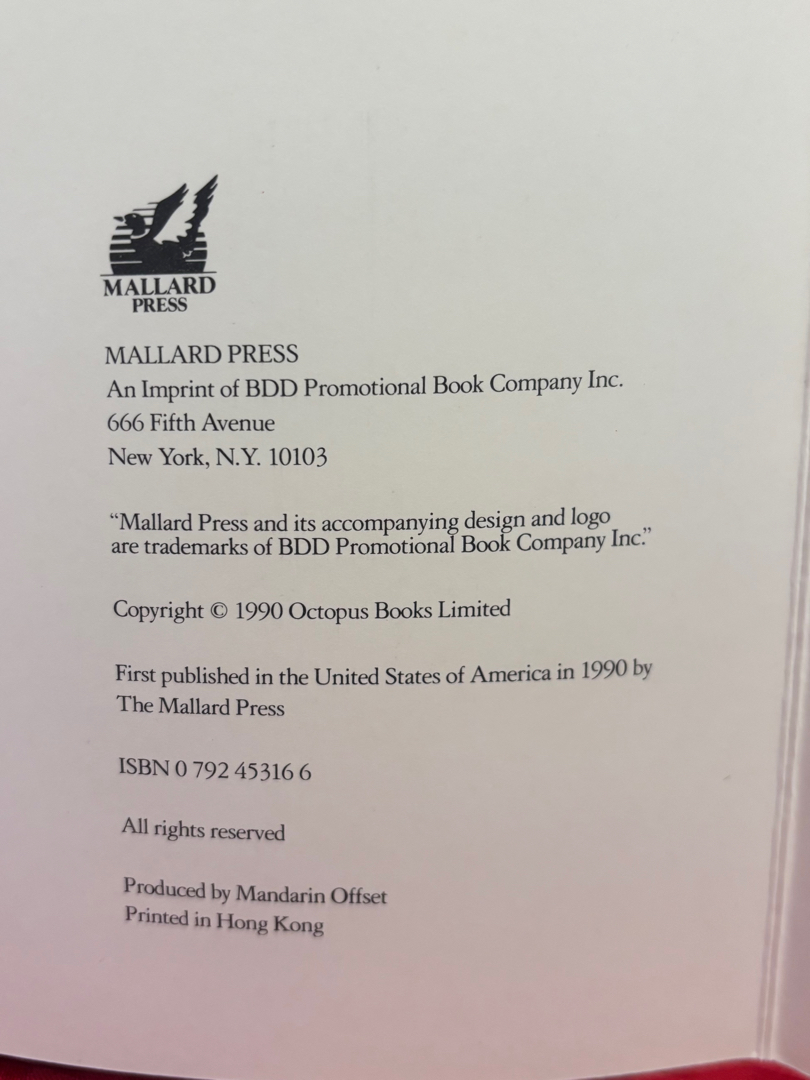 MALLARD
PRESS
MALLARD PRESS
An Imprint of BDD Promotional Book Company Inc.
666 Fifth Avenue
New York, N.Y. 10103
“Mallard Press and its accompanying design and logo
are trademarks of BDD Promotional Book Company Inc.”
Copyright © 1990 Octopus Books Limited
First published in the United States of America in 1990 by
The Mallard Press
ISBN 0 792 45316 6
All rights reserved
Produced by Mandarin Offset
Printed in Hong Kong